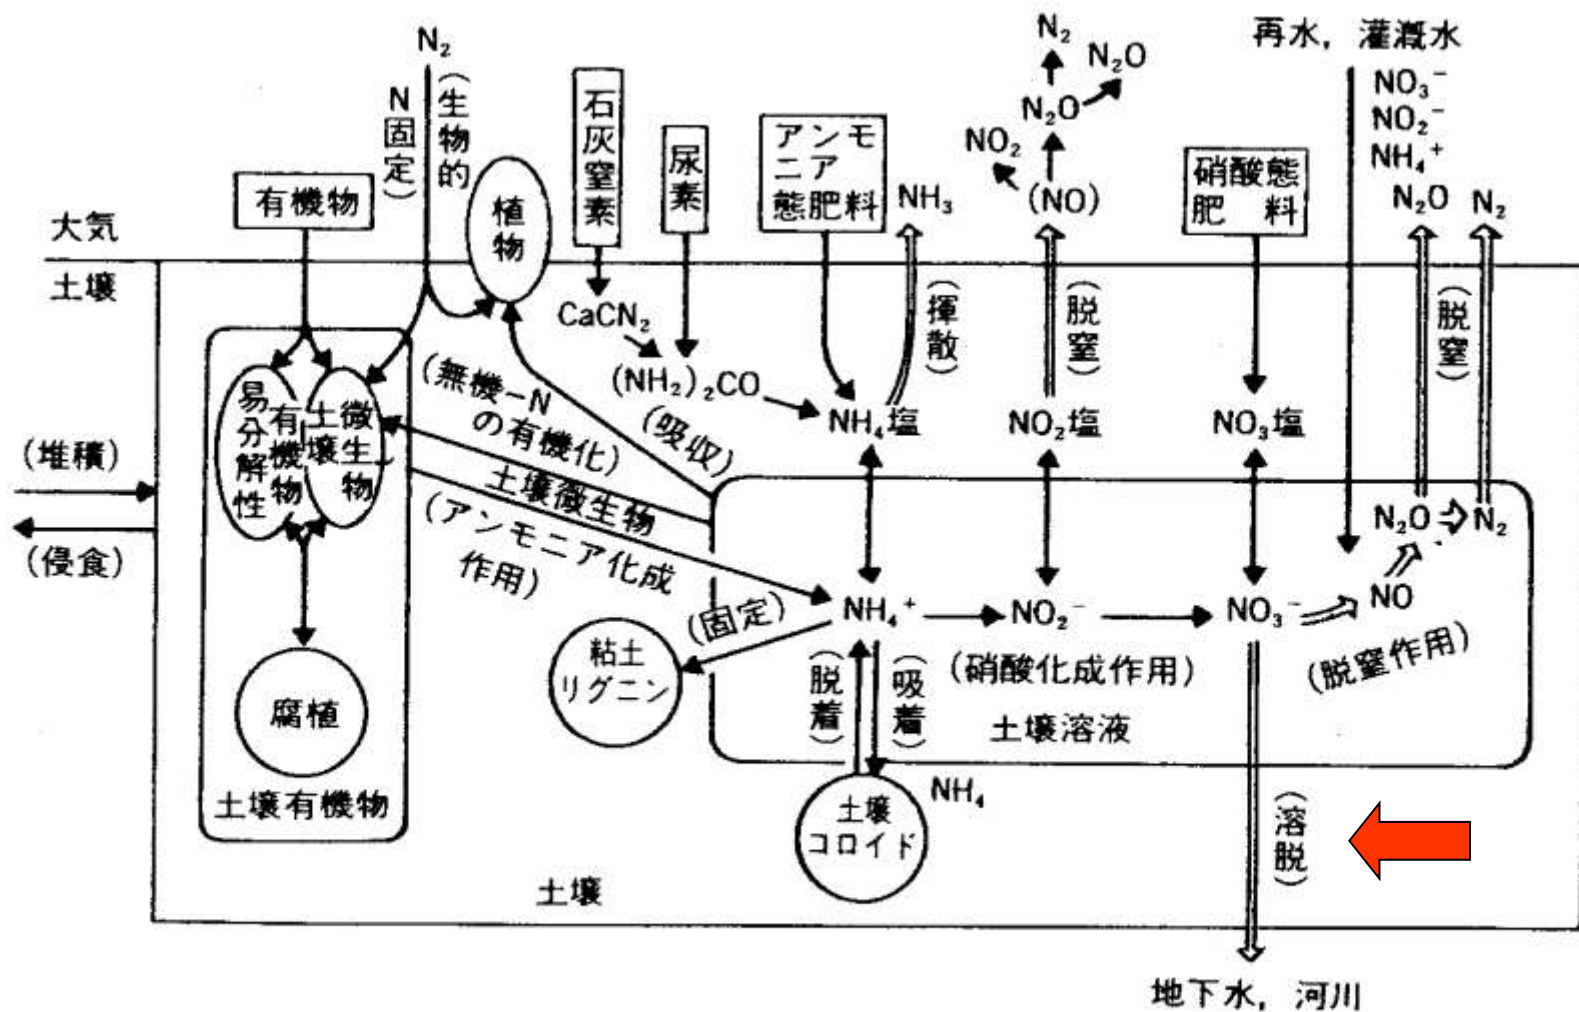 N₂
N固定）
（生物的
有機物
植物
石灰窒素
尿素
アンモ
ニア
態肥料
NH₃
N₂
N₂O
N₂O
NO₂
(NO)
硝酸態
肥料
再水，灌漑水
NO₃⁻
NO₂⁻
NH₄⁺
N₂O
N₂
大気
土壌
CaCN₂
(NH₂)₂CO
（揮散）
（脱窒）
（脱窒）
NH₄塩
NO₂塩
NO₃塩
（無機−N
の有機化）
（吸収）
易分解性
有機物
土壌
微生物
土壌微生物
（アンモニア化成
作用）
（堆積）
（侵食）
腐植
土壌有機物
（固定）
粘土
リグニン
NH₄⁺
NO₂⁻
NO₃⁻
NO
N₂O
N₂
（硝酸化成作用）
（脱窒作用）
（脱着）
（吸着）
土壌溶液
NH₄
土壌
コロイド
（溶脱）
土壌
地下水，河川